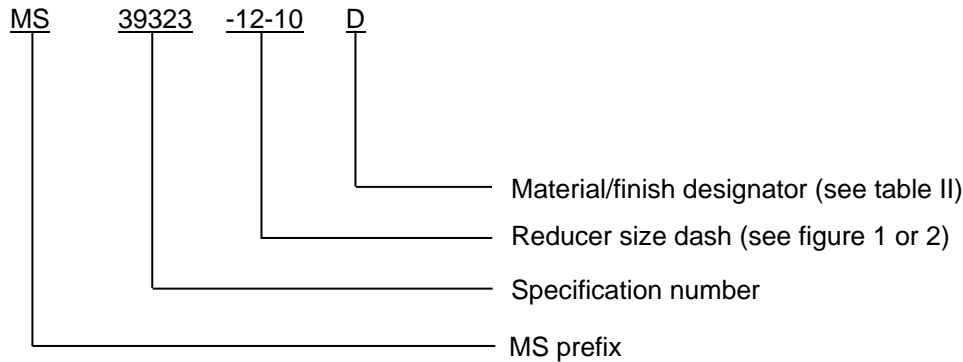 MS 39323 -12-10 D
Material/finish designator (see table II)
Reducer size dash (see figure 1 or 2)
Specification number
MS prefix